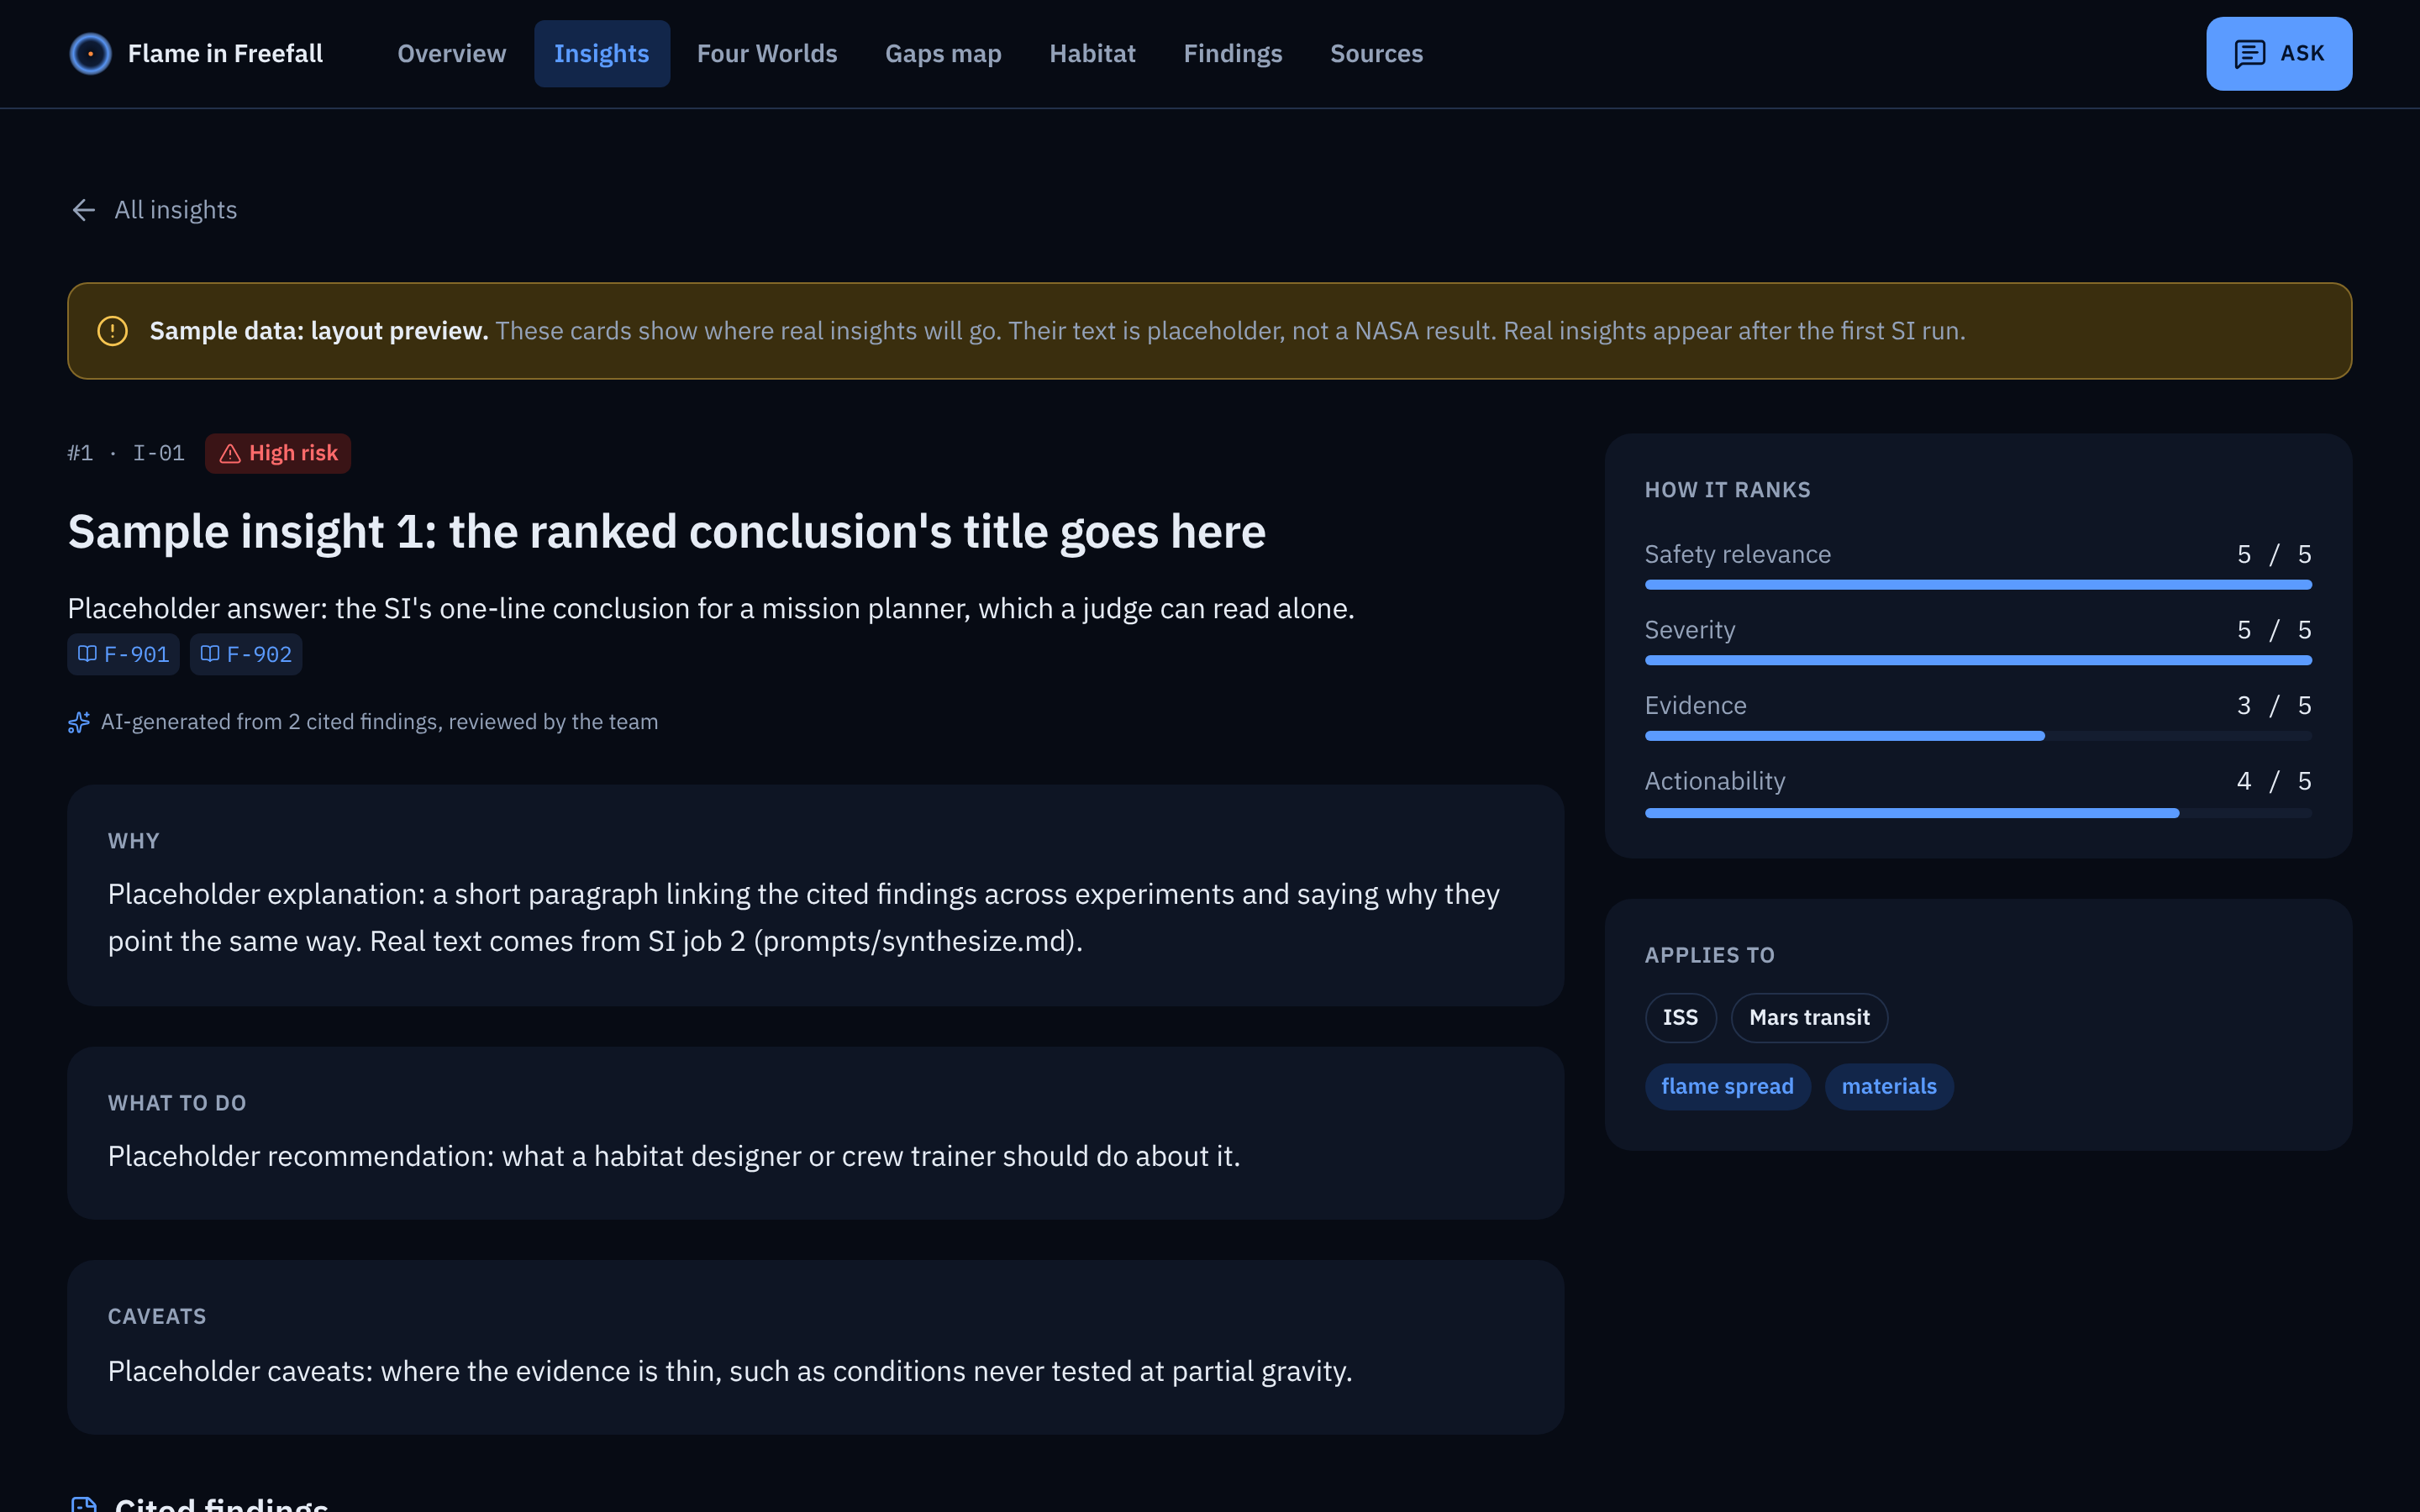 Flame in Freefall
Overview
Insights
Four Worlds
Gaps map
Habitat
Findings
Sources
ASK
All insights
Sample data: layout preview. These cards show where real insights will go. Their text is placeholder, not a NASA result. Real insights appear after the first SI run.
#1 · I-01
High risk
Sample insight 1: the ranked conclusion's title goes here
Placeholder answer: the SI's one-line conclusion for a mission planner, which a judge can read alone.
F-901
F-902
AI-generated from 2 cited findings, reviewed by the team
WHY
Placeholder explanation: a short paragraph linking the cited findings across experiments and saying why they
point the same way. Real text comes from SI job 2 (prompts/synthesize.md).
WHAT TO DO
Placeholder recommendation: what a habitat designer or crew trainer should do about it.
CAVEATS
Placeholder caveats: where the evidence is thin, such as conditions never tested at partial gravity.
Cited findings
HOW IT RANKS
Safety relevance 5 / 5
Severity 5 / 5
Evidence 3 / 5
Actionability 4 / 5
APPLIES TO
ISS
Mars transit
flame spread
materials